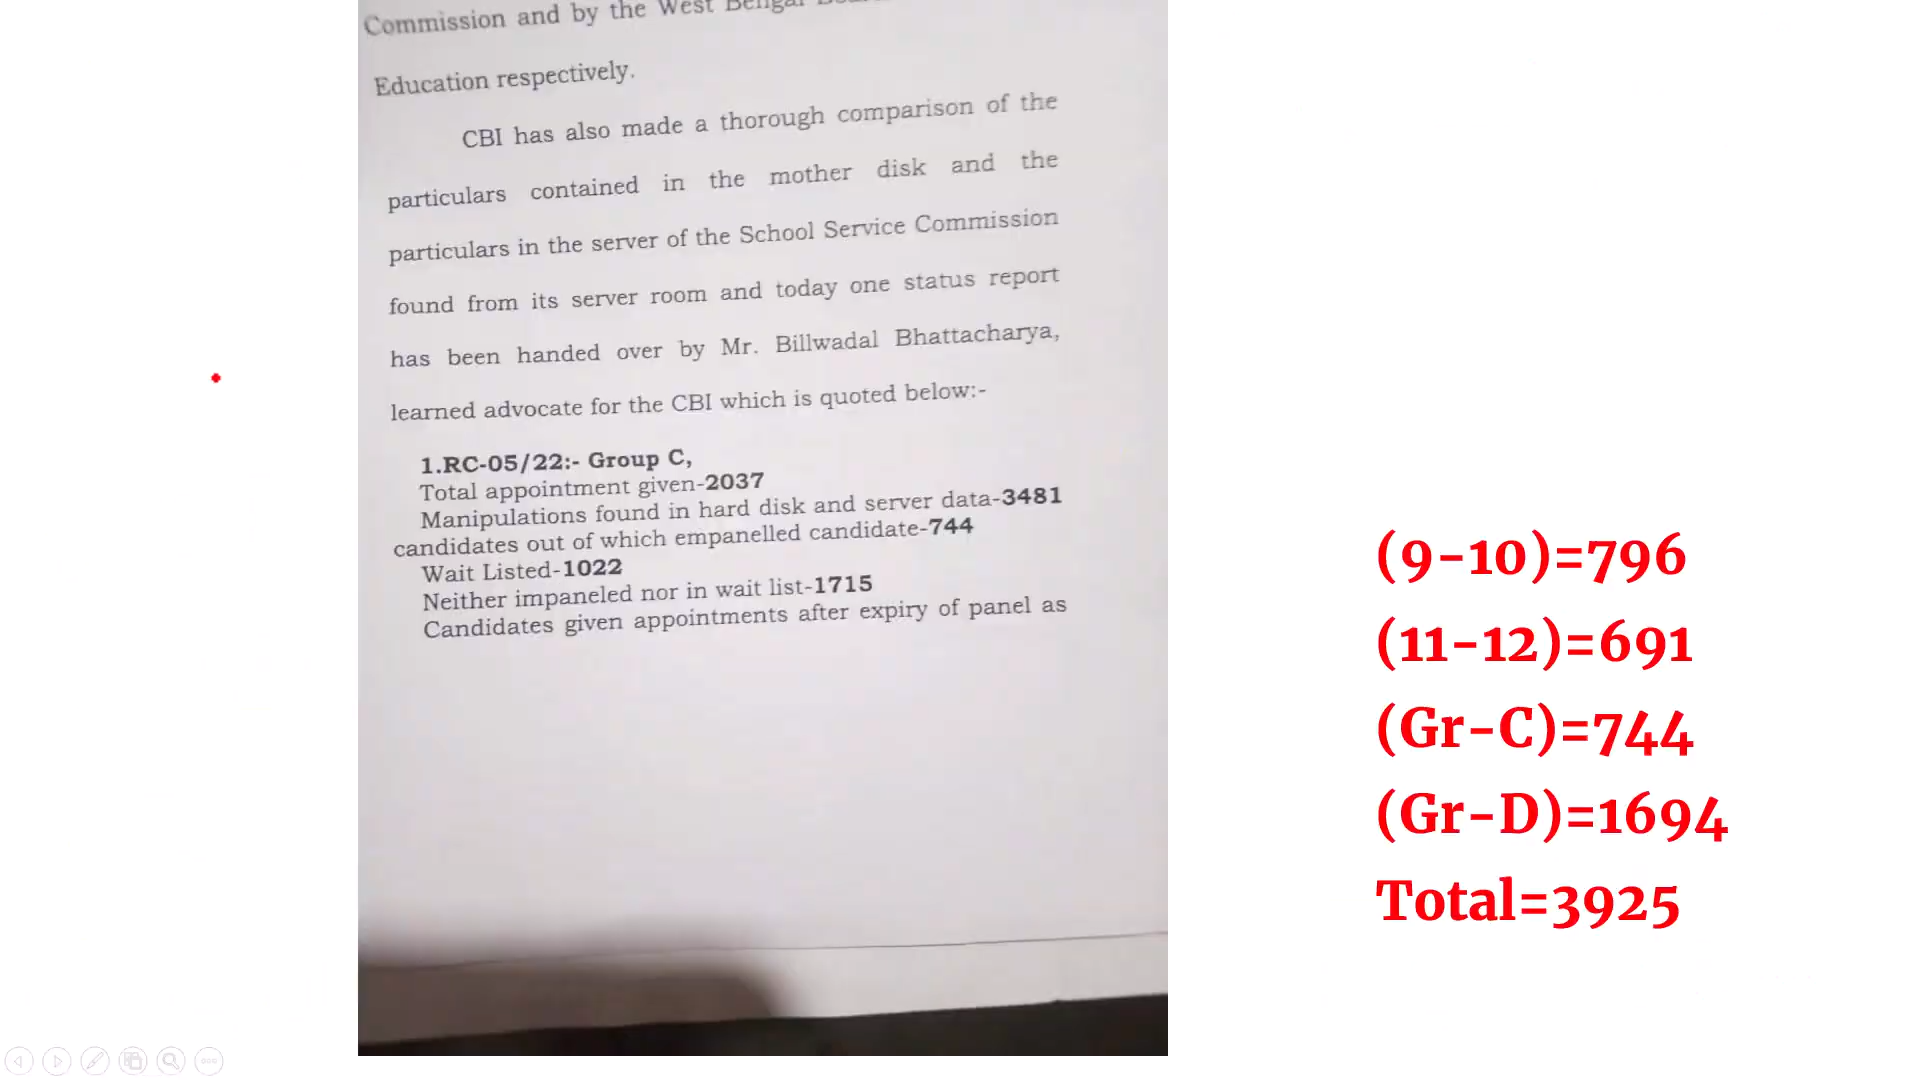 Commission and by the West Bengal
Education respectively.
CBI has also made a thorough comparison of the
particulars contained in the mother disk and the
particulars in the server of the School Service Commission
found from its server room and today one status report
has been handed over by Mr. Billwadal Bhattacharya,
learned advocate for the CBI which is quoted below:-
1.RC-05/22:- Group C,
Total appointment given-2037
Manipulations found in hard disk and server data-3481
candidates out of which empanelled candidate-744
Wait Listed-1022
Neither impaneled nor in wait list-1715
Candidates given appointments after expiry of panel as
(9-10)=796
(11-12)=691
(Gr-C)=744
(Gr-D)=1694
Total=3925